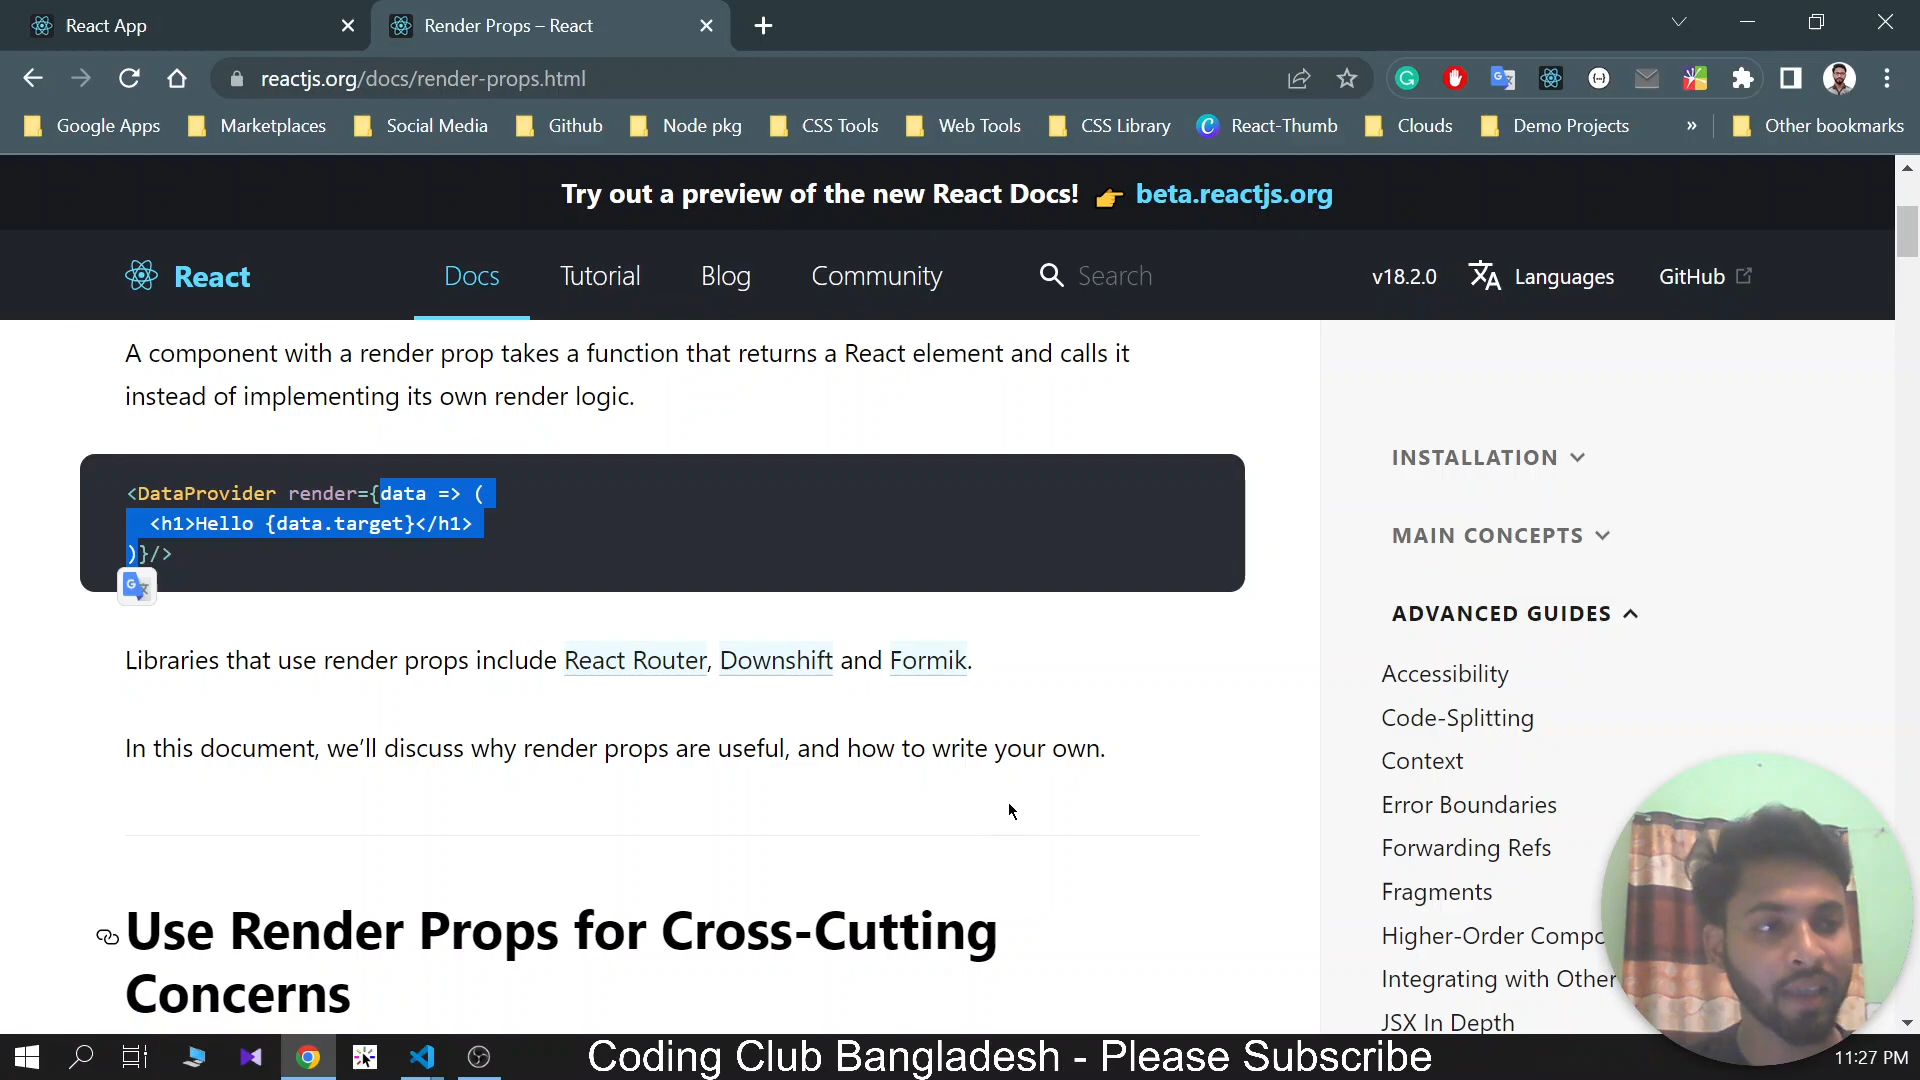 React App
Render Props – React
reactjs.org/docs/render-props.html
Google Apps
Marketplaces
Social Media
Github
Node pkg
CSS Tools
Web Tools
CSS Library
React-Thumb
Clouds
Demo Projects
»
Other bookmarks
Try out a preview of the new React Docs! 👉 beta.reactjs.org
React
Docs
Tutorial
Blog
Community
Search
v18.2.0
Languages
GitHub
A component with a render prop takes a function that returns a React element and calls it
instead of implementing its own render logic.
<DataProvider render={data => (
<h1>Hello {data.target}</h1>
)}/>
Libraries that use render props include React Router, Downshift and Formik.
In this document, we’ll discuss why render props are useful, and how to write your own.
Use Render Props for Cross-Cutting
Concerns
INSTALLATION
MAIN CONCEPTS
ADVANCED GUIDES
Accessibility
Code-Splitting
Context
Error Boundaries
Forwarding Refs
Fragments
Higher-Order Compo
Integrating with Other
JSX In Depth
Coding Club Bangladesh - Please Subscribe
11:27 PM